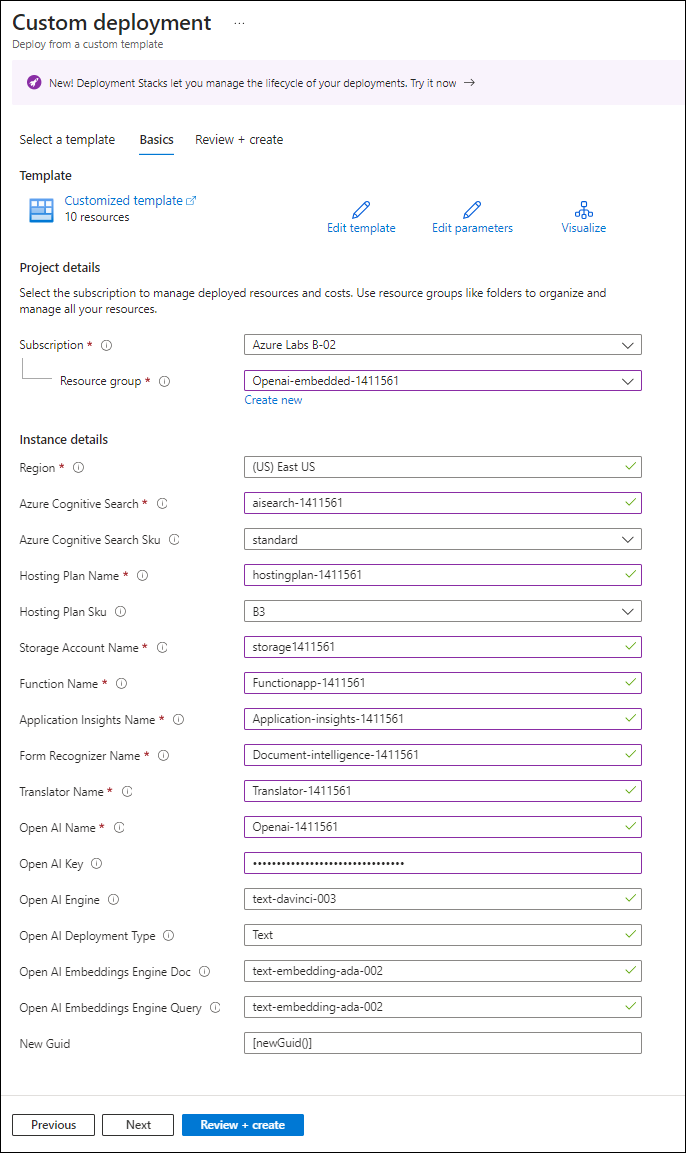 Custom deployment ...
Deploy from a custom template
New! Deployment Stacks let you manage the lifecycle of your deployments. Try it now →
Select a template Basics Review + create
Template
Customized template
10 resources
Edit template Edit parameters Visualize
Project details
Select the subscription to manage deployed resources and costs. Use resource groups like folders to organize and
manage all your resources.
Subscription * Azure Labs B-02
Resource group * Openai-embedded-1411561
Create new
Instance details
Region * (US) East US
Azure Cognitive Search * aisearch-1411561
Azure Cognitive Search Sku standard
Hosting Plan Name * hostingplan-1411561
Hosting Plan Sku B3
Storage Account Name * storage1411561
Function Name * Functionapp-1411561
Application Insights Name * Application-insights-1411561
Form Recognizer Name * Document-intelligence-1411561
Translator Name * Translator-1411561
Open AI Name * Openai-1411561
Open AI Key ••••••••••••••••••••••••••••••••
Open AI Engine text-davinci-003
Open AI Deployment Type Text
Open AI Embeddings Engine Doc text-embedding-ada-002
Open AI Embeddings Engine Query text-embedding-ada-002
New Guid [newGuid()]
Previous Next Review + create